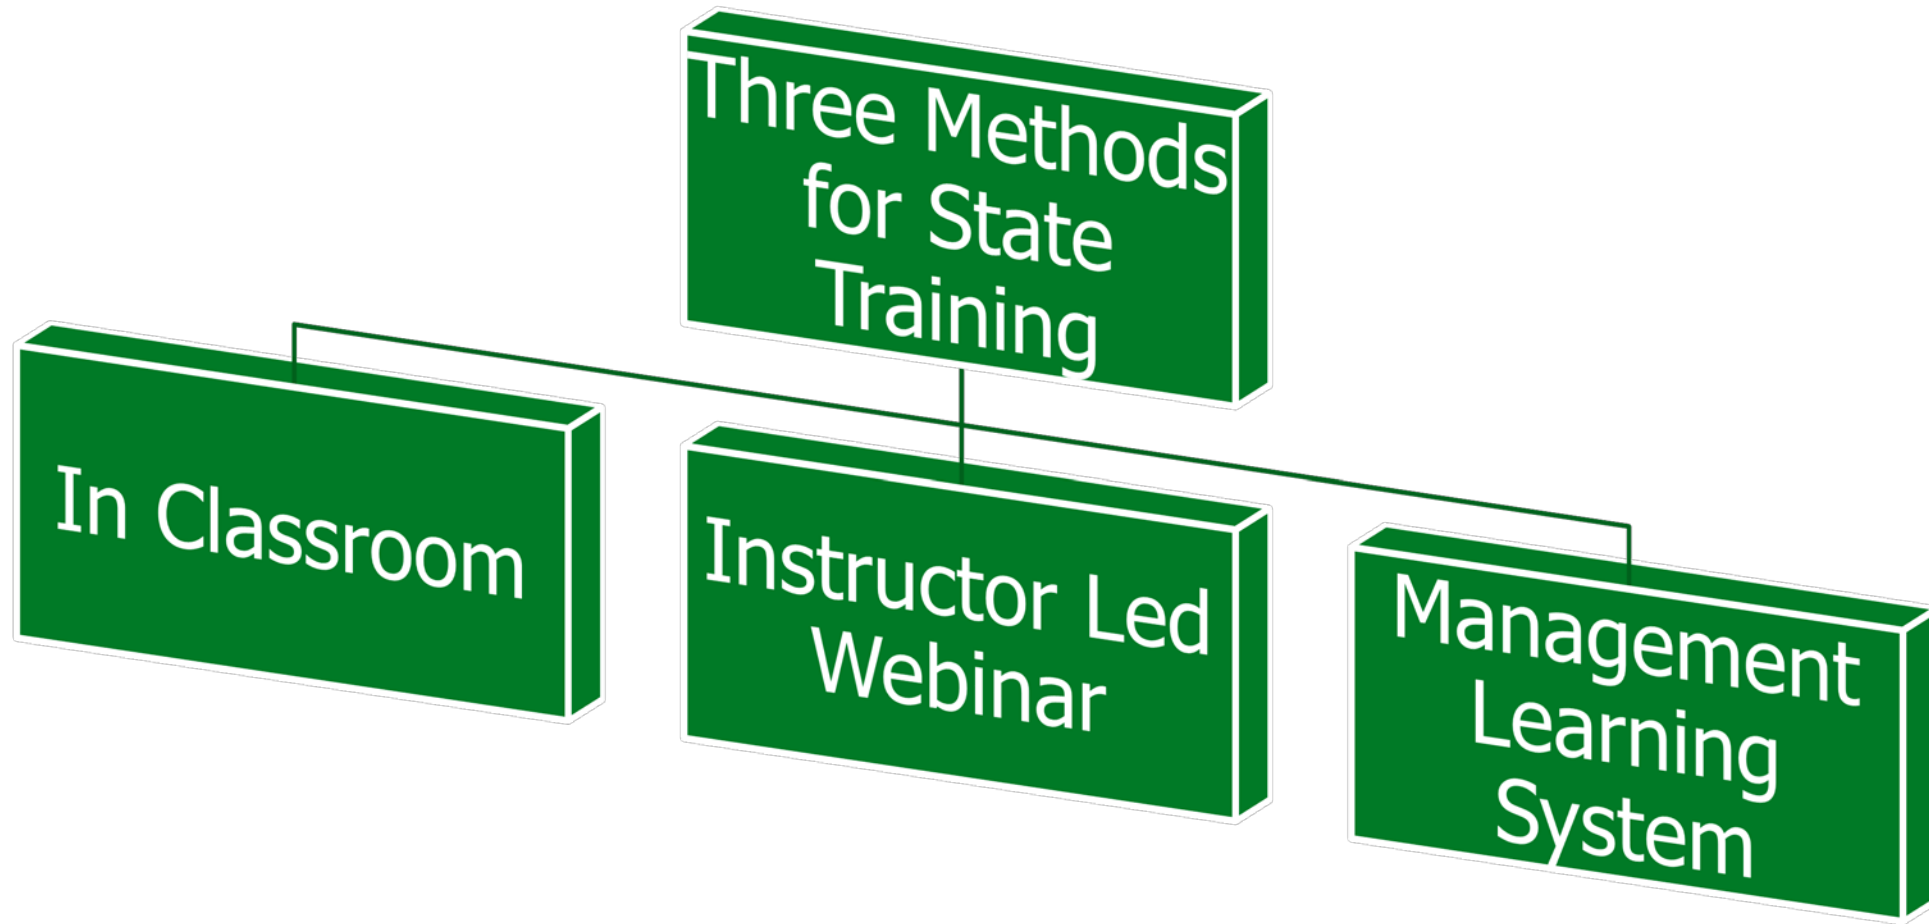 Three Methods
for State
Training
In Classroom
Instructor Led
Webinar
Management
Learning
System